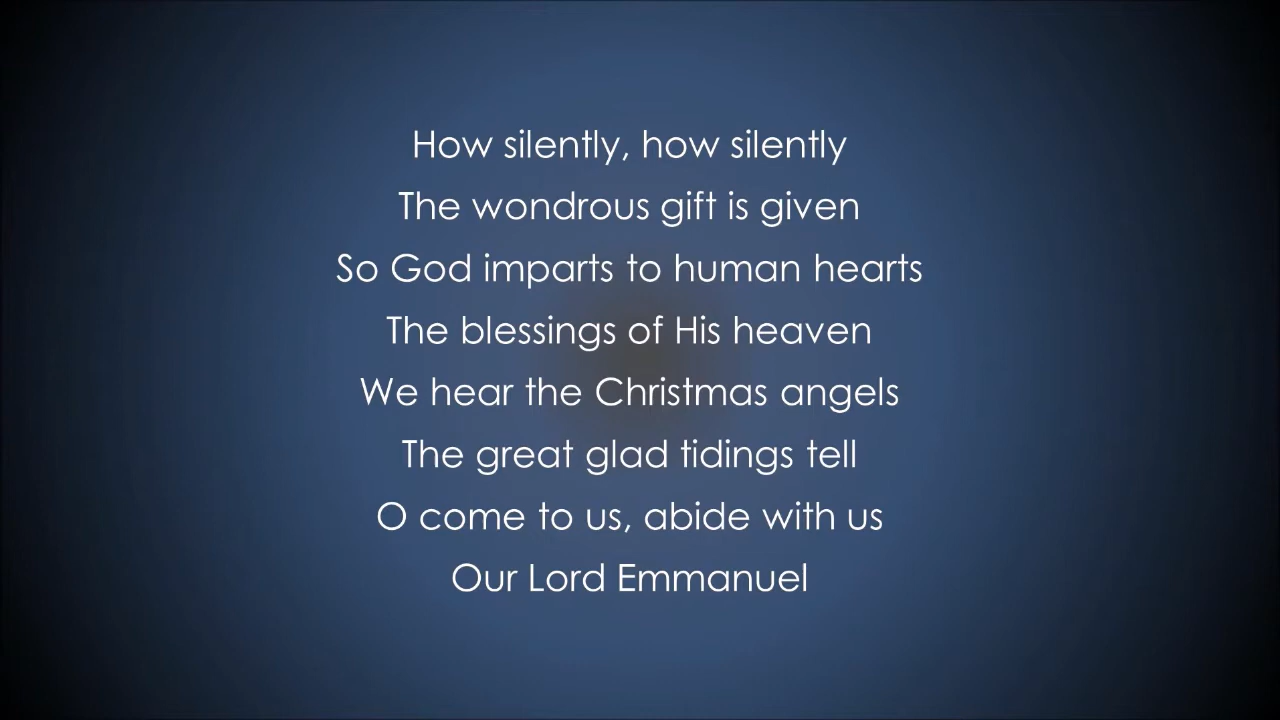 How silently, how silently
The wondrous gift is given
So God imparts to human hearts
The blessings of His heaven
We hear the Christmas angels
The great glad tidings tell
O come to us, abide with us
Our Lord Emmanuel